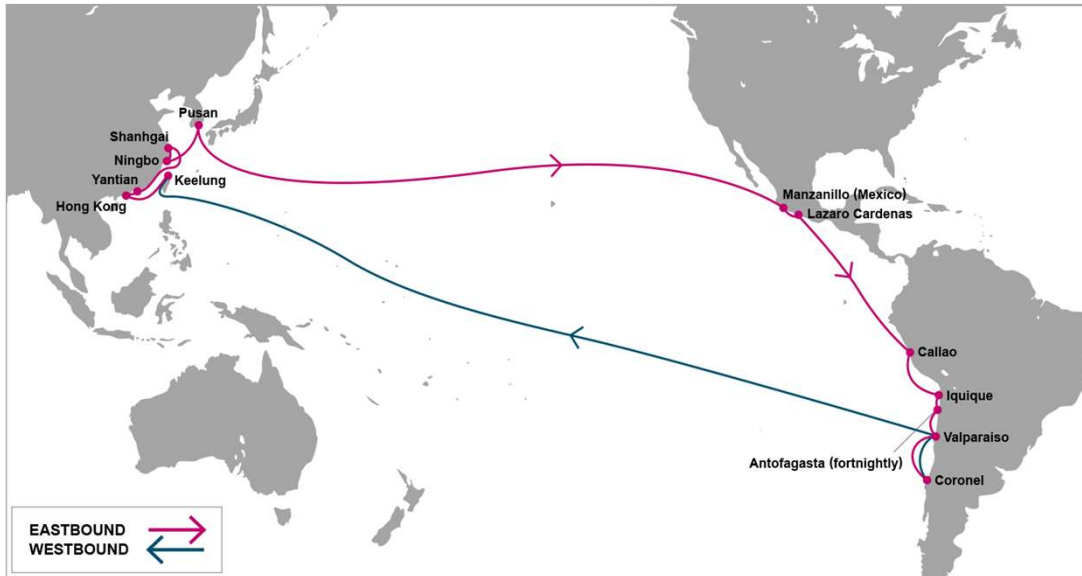 Pusan
Shanhgai
Ningbo
Yantian
Keelung
Hong Kong
Manzanillo (Mexico)
Lazaro Cardenas
Callao
Iquique
Valparaiso
Antofagasta (fortnightly)
Coronel
EASTBOUND
WESTBOUND